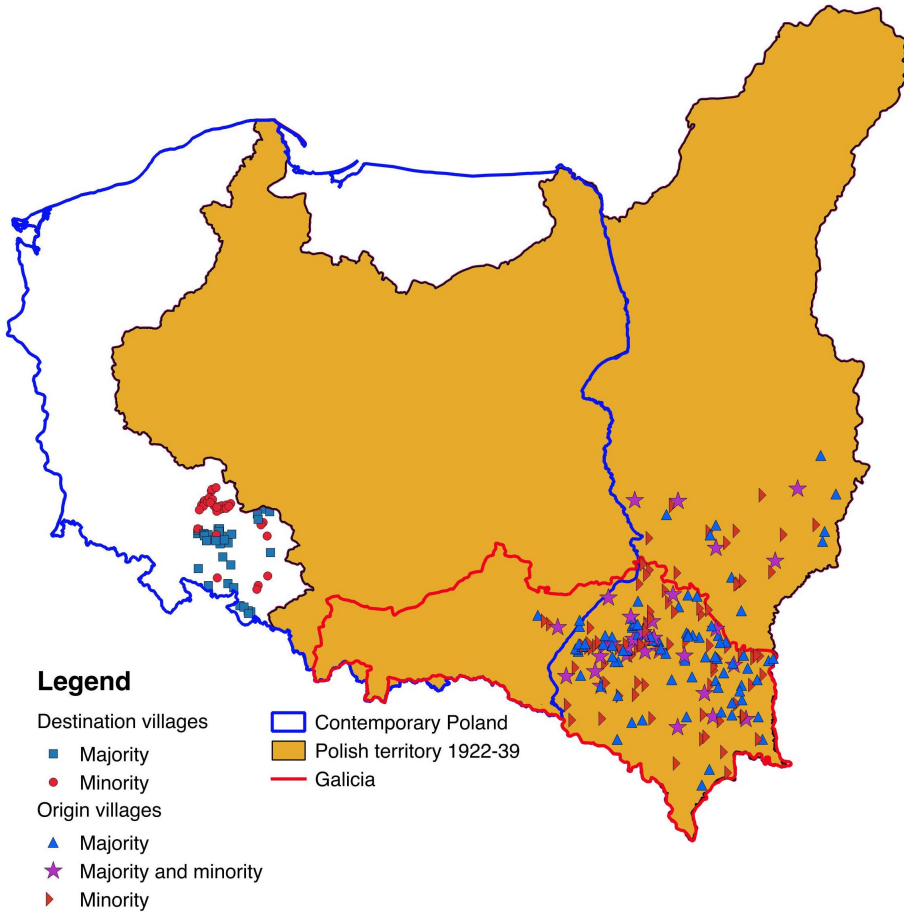 Legend
Destination villages
Majority
Minority
Origin villages
Majority
Majority and minority
Minority
Contemporary Poland
Polish territory 1922-39
Galicia